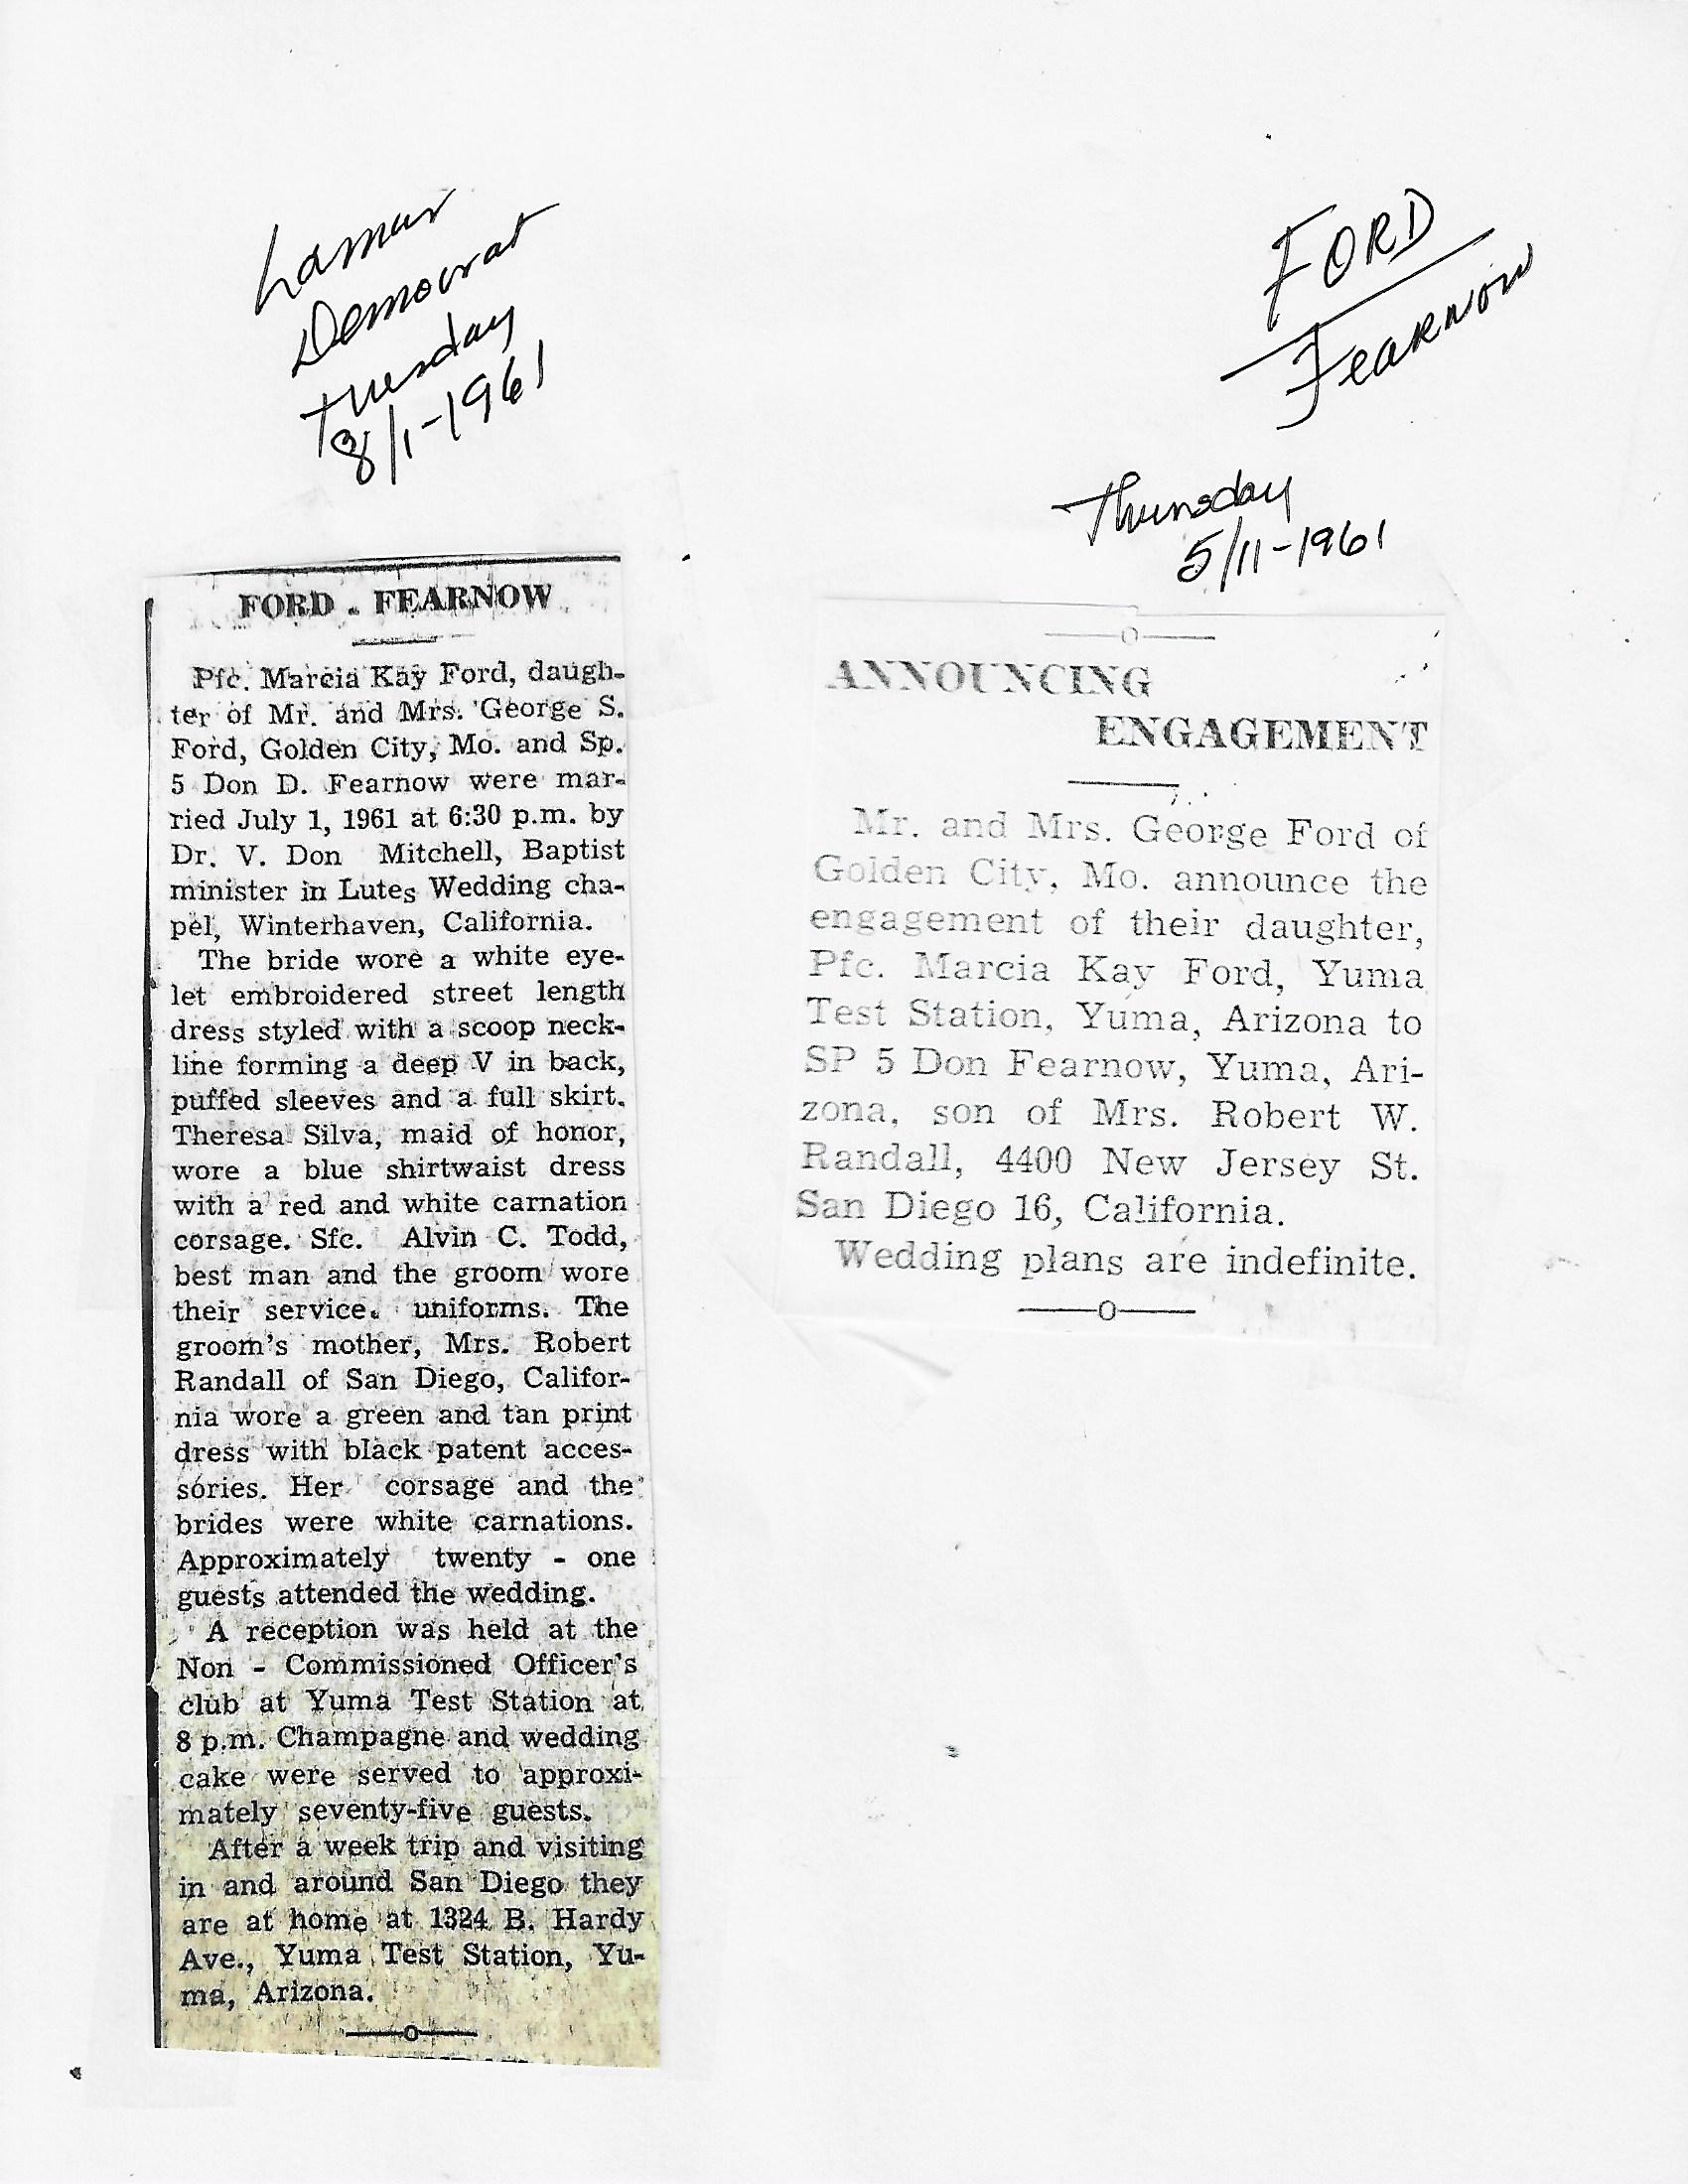 Lamar
Democrat
Tuesday
8/1-1961
FORD - FEARNOW
Pfc. Marcia Kay Ford, daugh-
ter of Mr. and Mrs. George S.
Ford, Golden City, Mo. and Sp.
5 Don D. Fearnow were mar-
ried July 1, 1961 at 6:30 p.m. by
Dr. V. Don Mitchell, Baptist
minister in Lutes Wedding cha-
pel, Winterhaven, California.
The bride wore a white eye-
let embroidered street length
dress styled with a scoop neck-
line forming a deep V in back,
puffed sleeves and a full skirt.
Theresa Silva, maid of honor,
wore a blue shirtwaist dress
with a red and white carnation
corsage. Sfc. Alvin C. Todd,
best man and the groom wore
their service. uniforms. The
groom's mother, Mrs. Robert
Randall of San Diego, Califor-
nia wore a green and tan print
dress with black patent acces-
sories. Her corsage and the
brides were white carnations.
Approximately twenty - one
guests attended the wedding.
A reception was held at the
Non - Commissioned Officer's
club at Yuma Test Station at
8 p.m. Champagne and wedding
cake were served to approxi-
mately seventy-five guests.
After a week trip and visiting
in and around San Diego they
are at home at 1324 B. Hardy
Ave., Yuma Test Station, Yu-
ma, Arizona.
FORD
Fearnow
Thursday
5/11-1961
ANNOUNCING
ENGAGEMENT
Mr. and Mrs. George Ford of
Golden City, Mo. announce the
engagement of their daughter,
Pfc. Marcia Kay Ford, Yuma
Test Station, Yuma, Arizona to
SP 5 Don Fearnow, Yuma, Ari-
zona, son of Mrs. Robert W.
Randall, 4400 New Jersey St.
San Diego 16, California.
Wedding plans are indefinite.